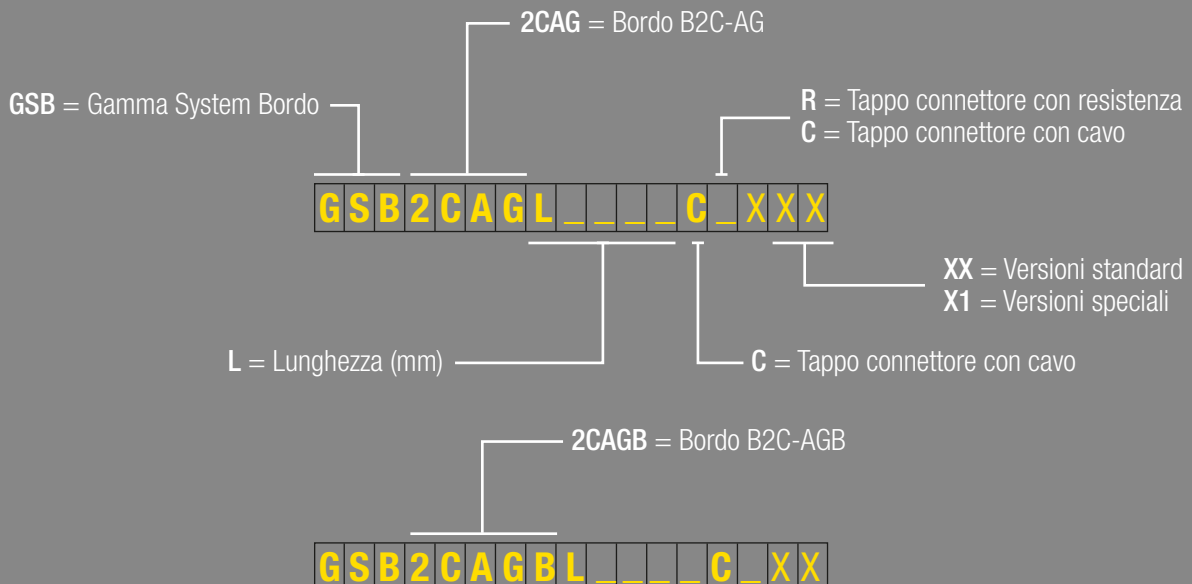 2CAG = Bordo B2C-AG
GSB = Gamma System Bordo
R = Tappo connettore con resistenza
C = Tappo connettore con cavo
GSB2CAGL____C_XXX
XX = Versioni standard
X1 = Versioni speciali
L = Lunghezza (mm)
C = Tappo connettore con cavo
2CAGB = Bordo B2C-AGB
GSB2CAGBL____C_XX